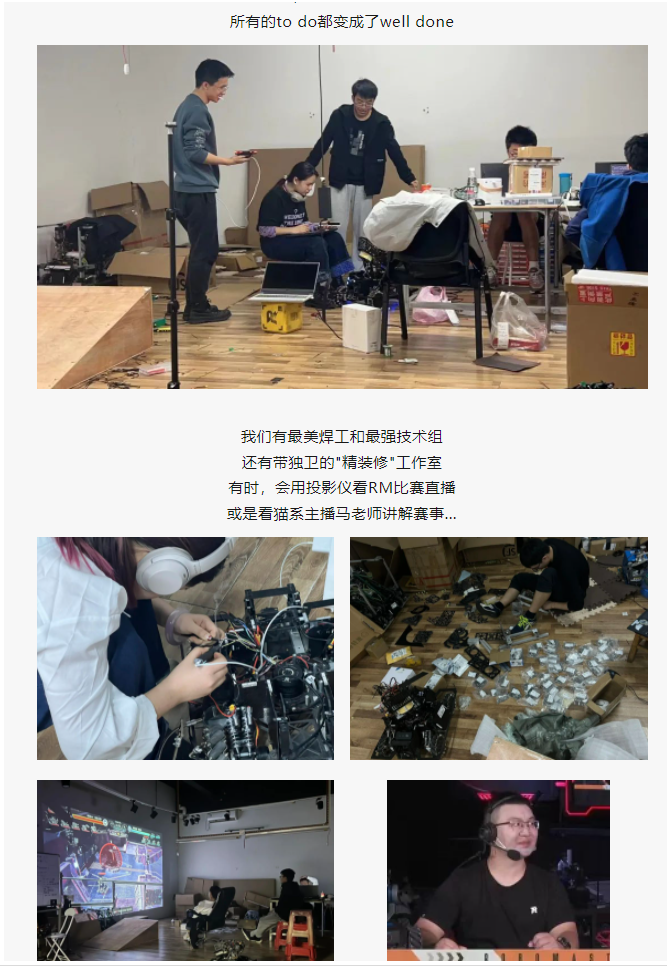 所有的to do都变成了well done
我们有最美焊工和最强技术组
还有带独卫的"精装修"工作室
有时，会用投影仪看RM比赛直播
或是看猫系主播马老师讲解赛事...